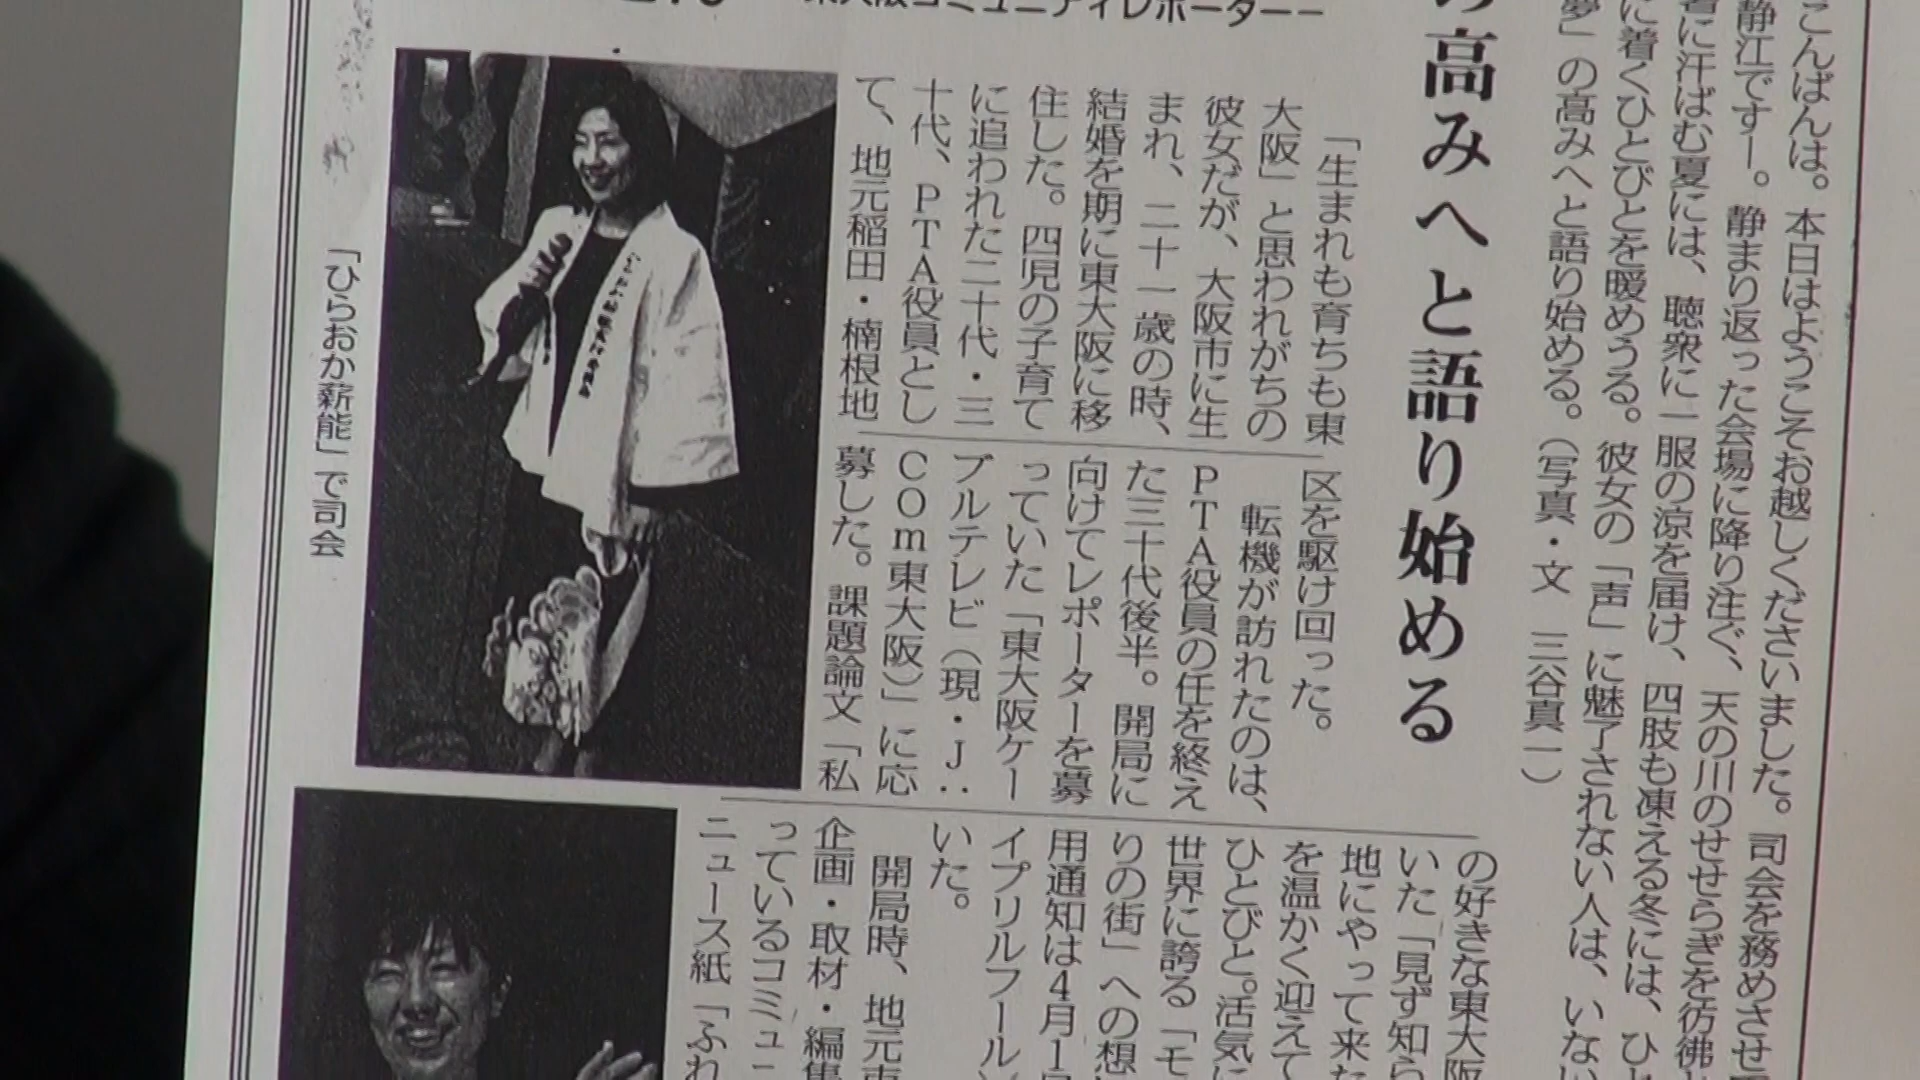 東大阪コミュニティレポーター
こんばんは。本日はようこそお越しくださいました。司会を務めさせ
静江ですー。静まり返った会場に降り注ぐ、天の川のせせらぎを彷彿
着に汗ばむ夏には、聴衆に一服の涼を届け、四肢も凍える冬には、ひ
に着くひとびとを暖めうる。彼女の「声」に魅了されない人は、いない
夢」の高みへと語り始める。（写真・文　三谷真一）
の高みへと語り始める
「生まれも育ちも東
大阪」と思われがちの
彼女だが、大阪市に生
まれ、二十一歳の時、
結婚を期に東大阪に移
住した。四児の子育て
に追われた二十代・三
十代、PTA役員とし
て、地元稲田・楠根地
区を駆け回った。
転機が訪れたのは、
PTA役員の任を終え
た三十代後半。開局に
向けてレポーターを募
っていた「東大阪ケー
ブルテレビ（現・J:
COm東大阪）」に応
募した。課題論文「私
の好きな東大阪
いた「見ず知ら
地にやって来た
を温かく迎えて
ひとびと。活気に
世界に誇る「モ
りの街」への想
用通知は4月1日
イプリルフール
いた。
開局時、地元東
企画・取材・編集
っているコミュニ
ニュース紙「ふれ
「ひらおか薪能」で司会